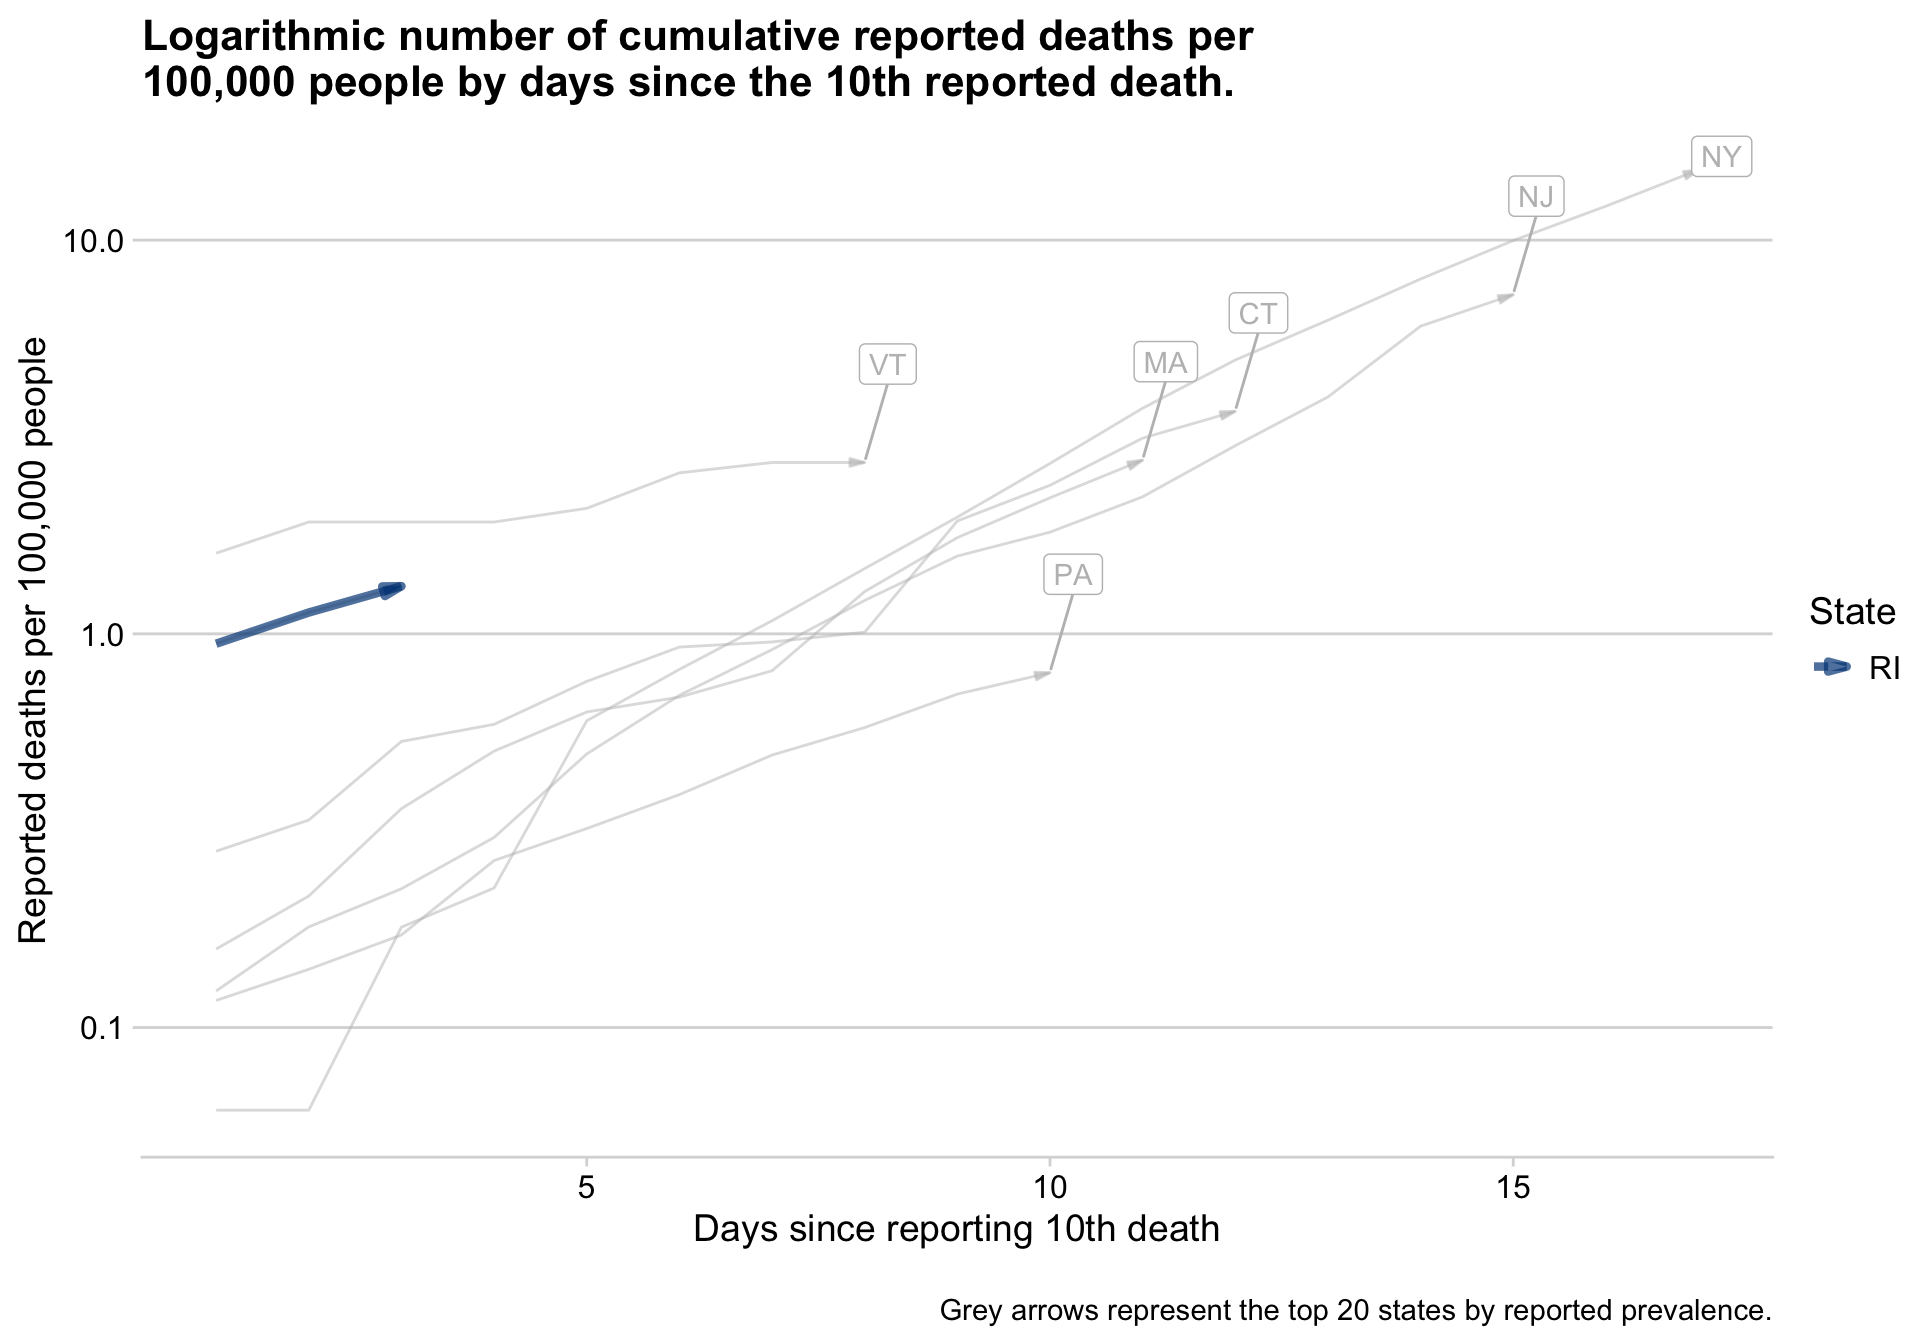 Logarithmic number of cumulative reported deaths per
100,000 people by days since the 10th reported death.
NY
NJ
CT
MA
VT
PA
10.0
1.0
0.1
Reported deaths per 100,000 people
5
10
15
Days since reporting 10th death
State
RI
Grey arrows represent the top 20 states by reported prevalence.